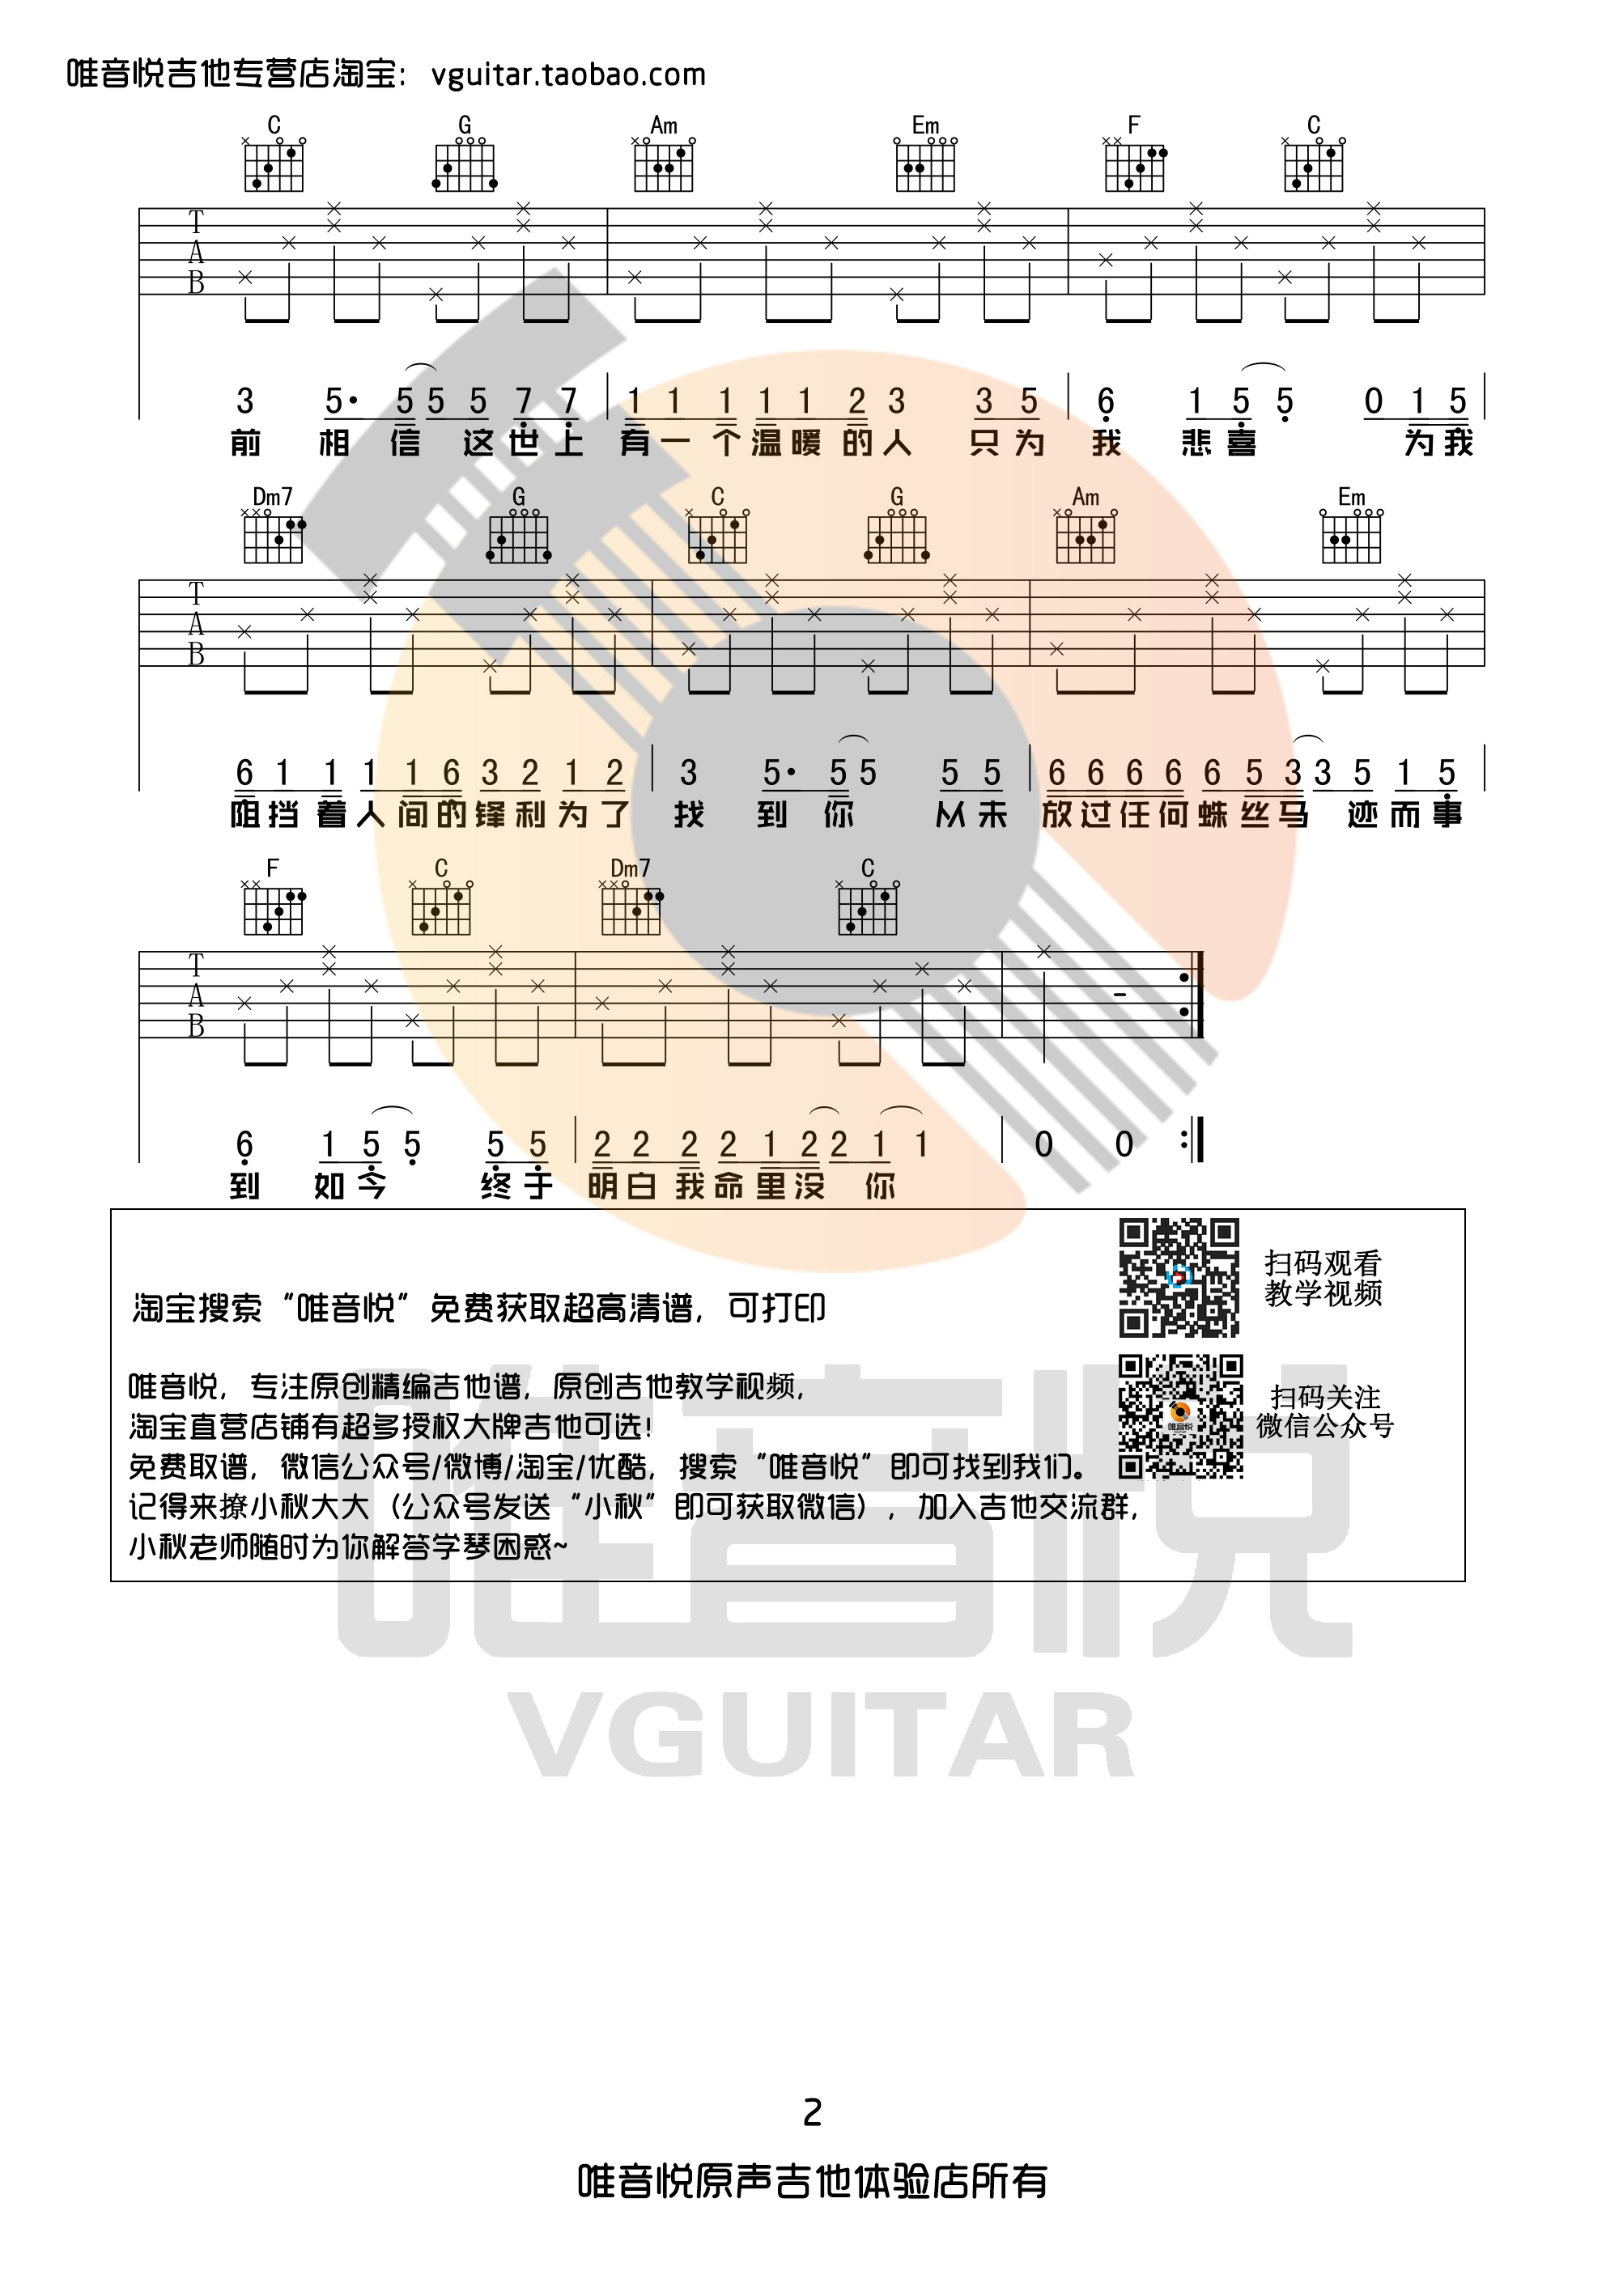 唯音悦吉他专营店淘宝：vguitar.taobao.com
C G Am Em F C
T
A
B
3 5· 5 5 5 7 7 1 1 1 1 1 2 3 3 5 6 1 5 5 0 1 5
前 相 信 这 世 上 有 一 个 温 暖 的 人 只 为 我 悲 喜 为 我
Dm7 G C G Am Em
T
A
B
6 1 1 1 1 6 3 2 1 2 3 5· 5 5 5 5 6 6 6 6 6 5 3 3 5 1 5
阻 挡 着 人 间 的 锋 利 为 了 找 到 你 从 未 放 过 任 何 蛛 丝 马 迹 而 事
F C Dm7 C
T
A
B
6 1 5 5 5 5 2 2 2 2 1 2 2 1 1 0 0
到 如 今 终 于 明 白 我 命 里 没 你
扫码观看
教学视频
淘宝搜索“唯音悦”免费获取超高清谱，可打印
唯音悦，专注原创精编吉他谱，原创吉他教学视频，
淘宝直营店铺有超多授权大牌吉他可选！
免费取谱，微信公众号/微博/淘宝/优酷，搜索“唯音悦”即可找到我们。
记得来撩小秋大大（公众号发送“小秋”即可获取微信），加入吉他交流群，
小秋老师随时为你解答学琴困惑~
扫码关注
微信公众号
唯音悦
唯音悦
VGUITAR
2
唯音悦原声吉他体验店所有